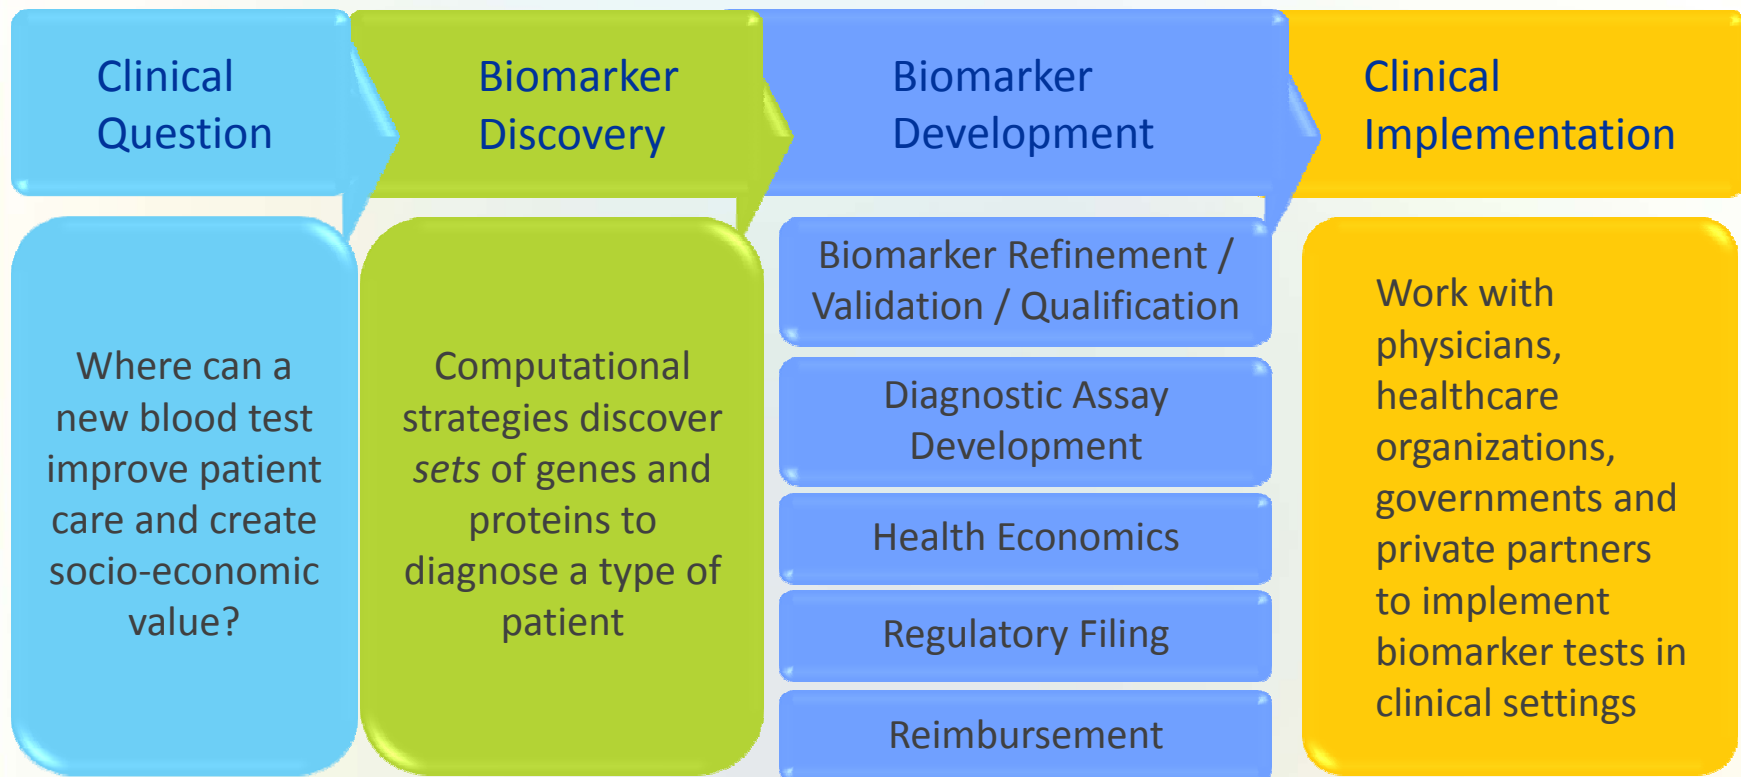 Clinical
Question
Biomarker
Discovery
Biomarker
Development
Clinical
Implementation
Where can a
new blood test
improve patient
care and create
socio-economic
value?
Computational
strategies discover
sets of genes and
proteins to
diagnose a type of
patient
Biomarker Refinement /
Validation / Qualification
Diagnostic Assay
Development
Health Economics
Regulatory Filing
Reimbursement
Work with
physicians,
healthcare
organizations,
governments and
private partners
to implement
biomarker tests in
clinical settings